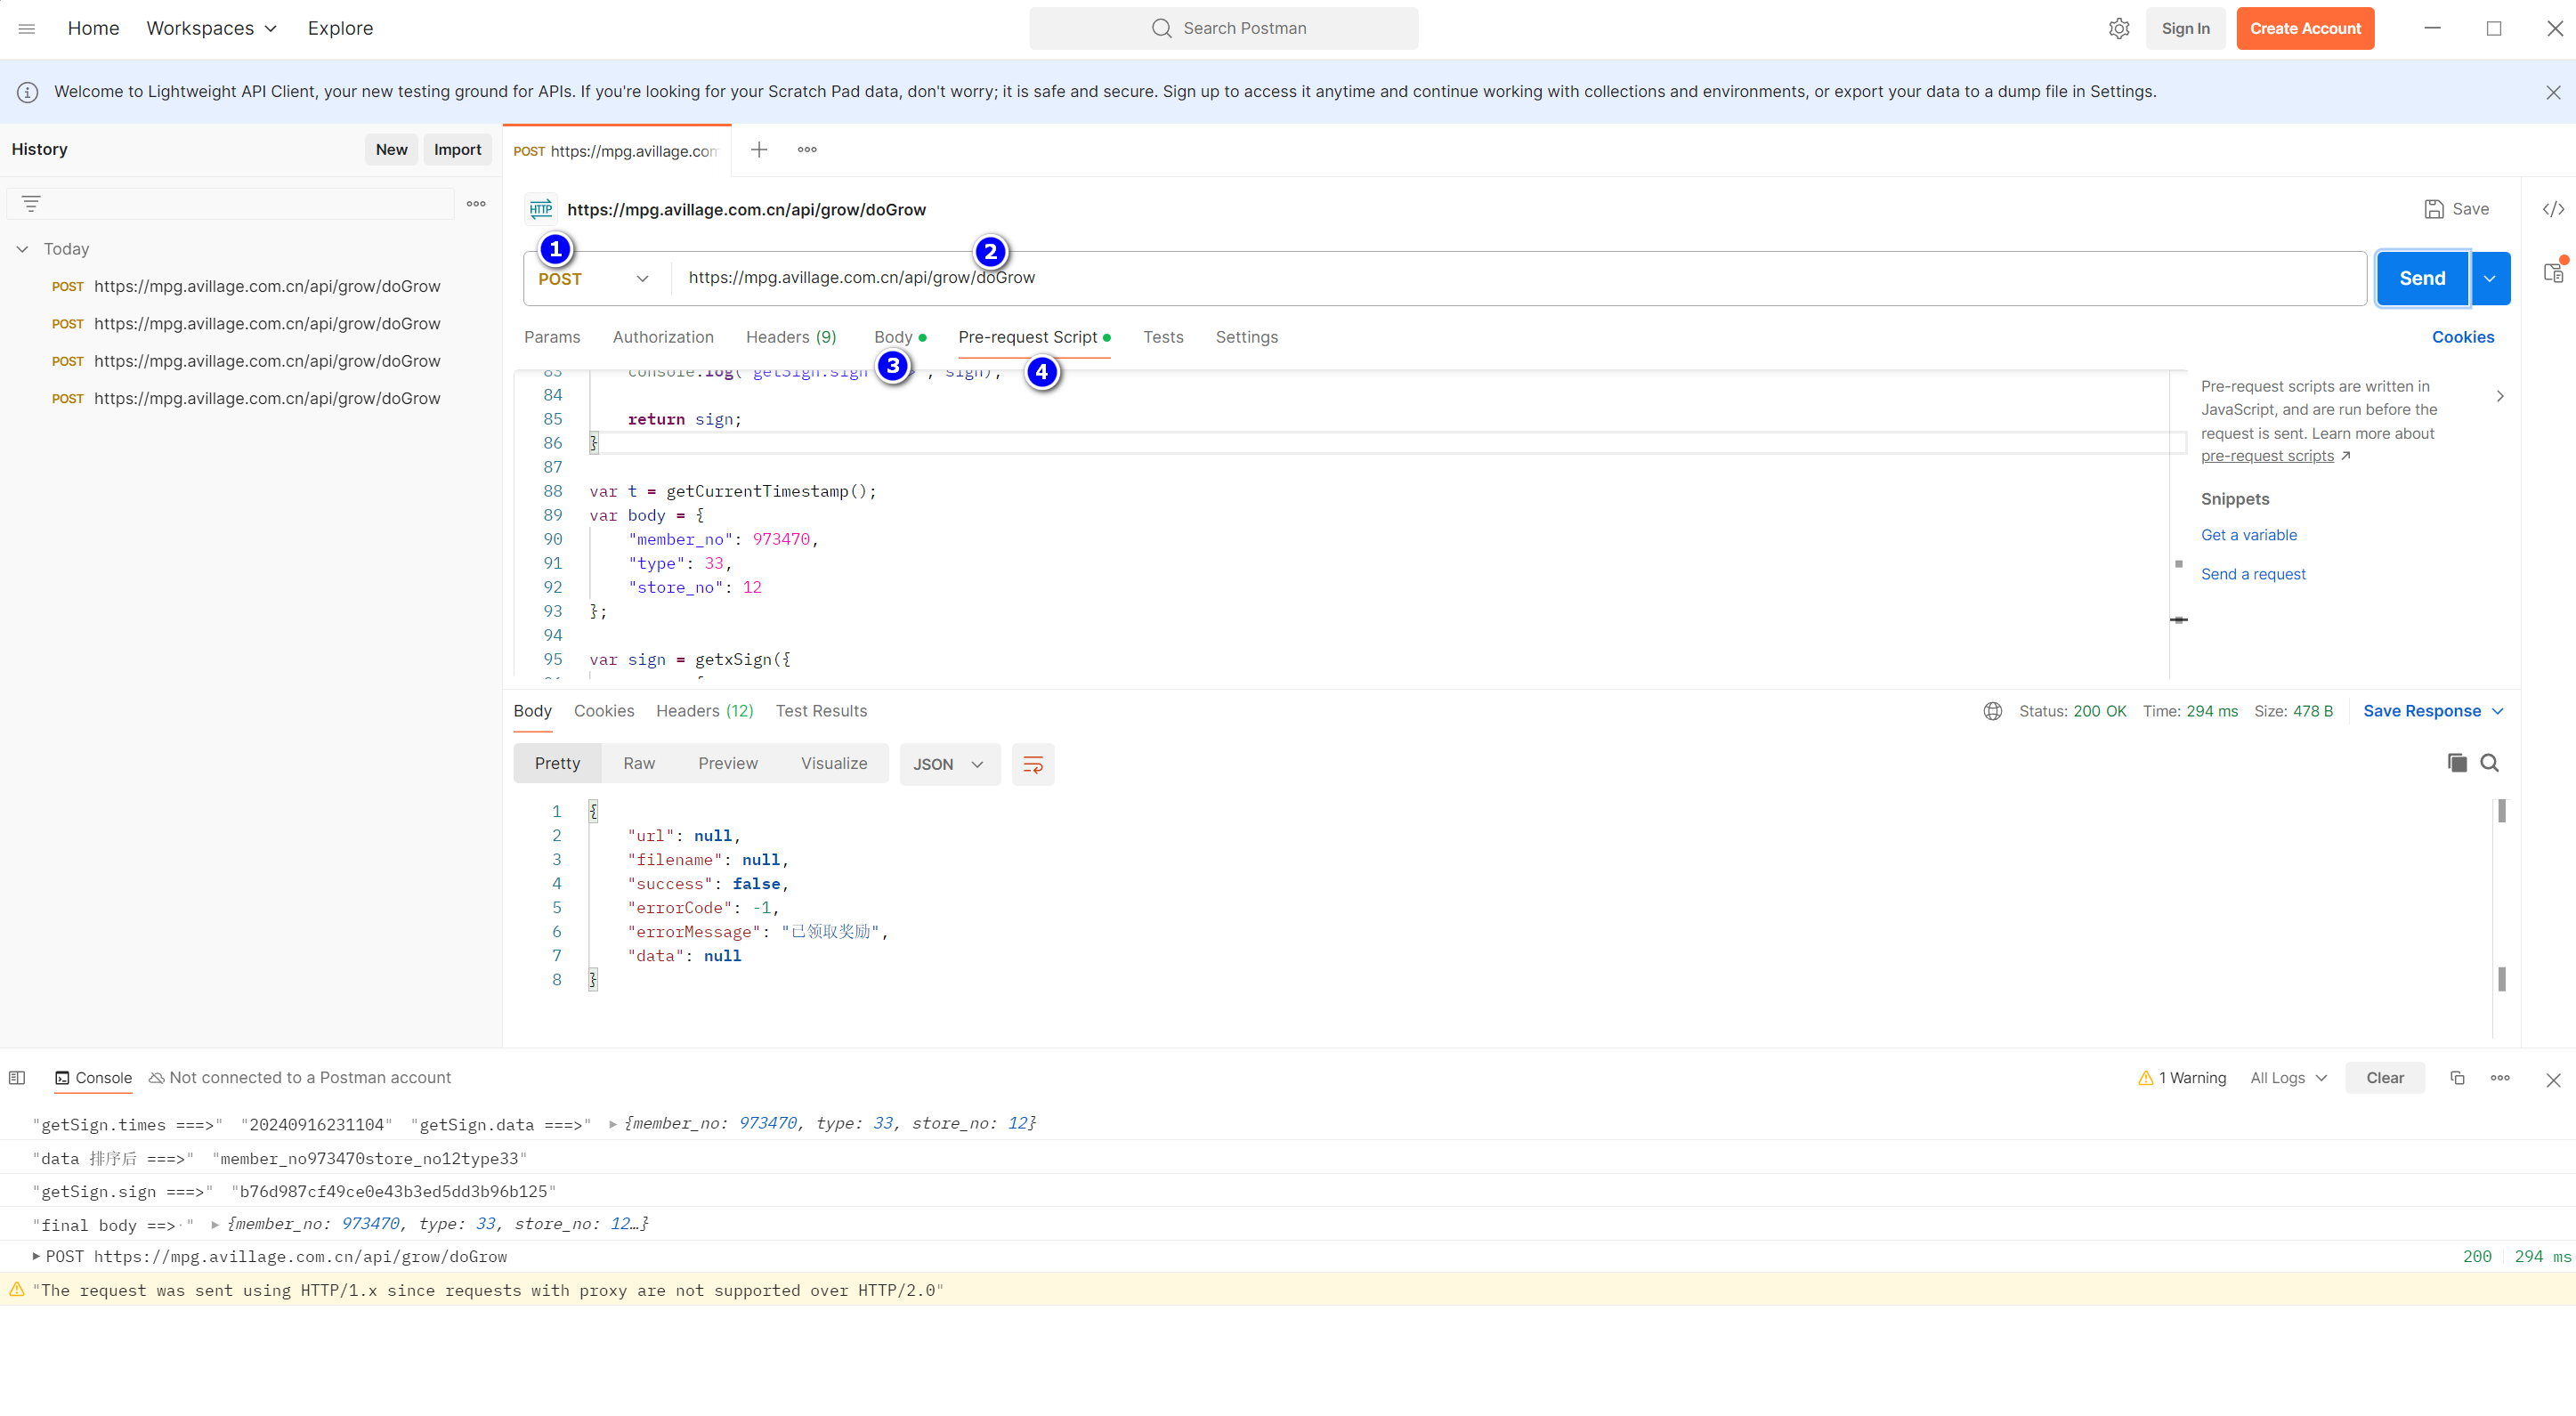 Home Workspaces Explore
Search Postman
Sign In Create Account
Welcome to Lightweight API Client, your new testing ground for APIs. If you're looking for your Scratch Pad data, don't worry; it is safe and secure. Sign up to access it anytime and continue working with collections and environments, or export your data to a dump file in Settings.
History New Import
Today
POST https://mpg.avillage.com.cn/api/grow/doGrow
POST https://mpg.avillage.com.cn/api/grow/doGrow
POST https://mpg.avillage.com.cn/api/grow/doGrow
POST https://mpg.avillage.com.cn/api/grow/doGrow
POST https://mpg.avillage.com
HTTP https://mpg.avillage.com.cn/api/grow/doGrow
Save
1 2
POST https://mpg.avillage.com.cn/api/grow/doGrow
Send
Params Authorization Headers (9) Body Pre-request Script Tests Settings
Cookies
3 4
83 console.log("getSign.sign , sign);
84
85 return sign;
86 }
87
88 var t = getCurrentTimestamp();
89 var body = {
90 "member_no": 973470,
91 "type": 33,
92 "store_no": 12
93 };
94
95 var sign = getxSign({
Pre-request scripts are written in
JavaScript, and are run before the
request is sent. Learn more about
pre-request scripts
Snippets
Get a variable
Send a request
Body Cookies Headers (12) Test Results
Status: 200 OK Time: 294 ms Size: 478 B Save Response
Pretty Raw Preview Visualize JSON
1 {
2 "url": null,
3 "filename": null,
4 "success": false,
5 "errorCode": -1,
6 "errorMessage": "已领取奖励",
7 "data": null
8 }
Console Not connected to a Postman account
1 Warning All Logs Clear
"getSign.times ===>" "20240916231104" "getSign.data ===>" {member_no: 973470, type: 33, store_no: 12}
"data 排序后 ===>" "member_no973470store_no12type33"
"getSign.sign ===>" "b76d987cf49ce0e43b3ed5dd3b96b125"
"final body ==>·" {member_no: 973470, type: 33, store_no: 12…}
POST https://mpg.avillage.com.cn/api/grow/doGrow
200 294 ms
"The request was sent using HTTP/1.x since requests with proxy are not supported over HTTP/2.0"